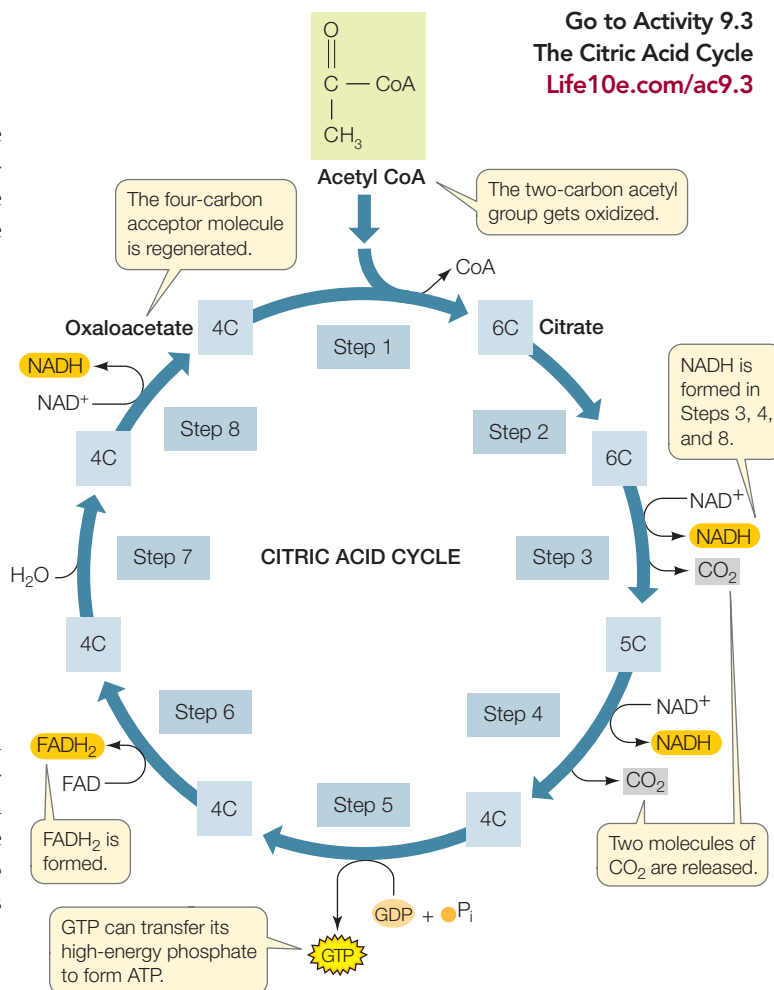 Go to Activity 9.3
The Citric Acid Cycle
Life10e.com/ac9.3
O
C — CoA
CH3
Acetyl CoA
The four-carbon
acceptor molecule
is regenerated.
The two-carbon acetyl
group gets oxidized.
CoA
Oxaloacetate
4C
6C
Citrate
Step 1
NADH
NAD+
Step 8
Step 2
NADH is
formed in
Steps 3, 4,
and 8.
4C
6C
NAD+
NADH
CO2
Step 7
CITRIC ACID CYCLE
Step 3
H2O
4C
5C
Step 6
Step 4
NAD+
NADH
CO2
FADH2
FAD
4C
Step 5
4C
FADH2 is
formed.
Two molecules of
CO2 are released.
GDP + Pi
GTP
GTP can transfer its
high-energy phosphate
to form ATP.